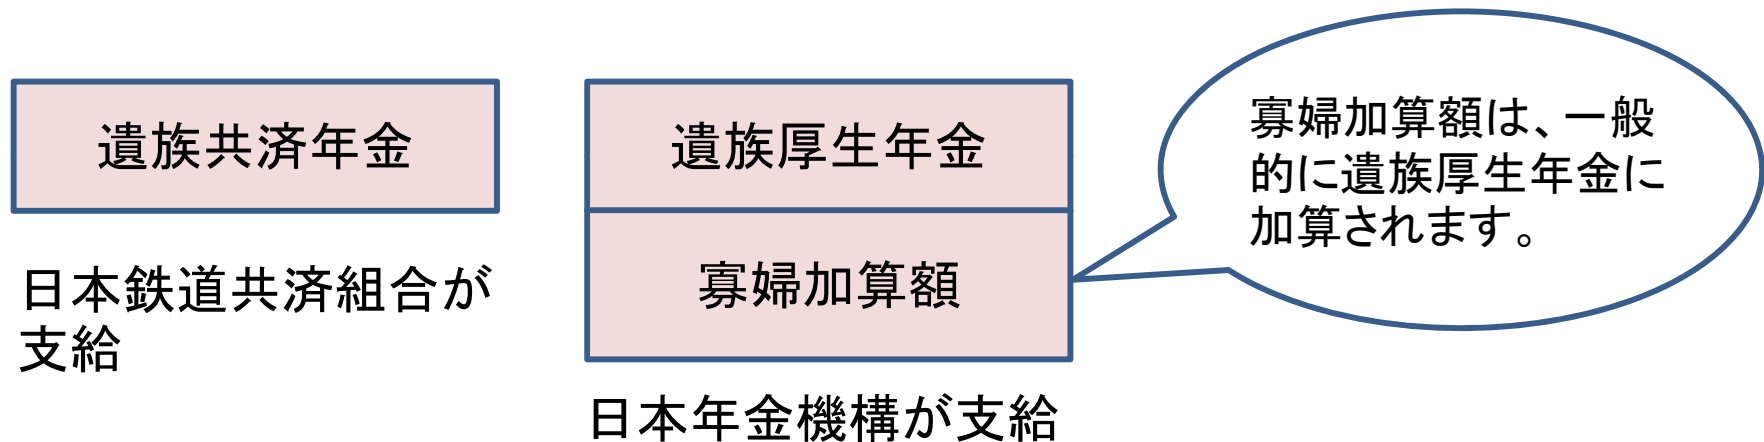 遺族共済年金
日本鉄道共済組合が
支給
遺族厚生年金
寡婦加算額
日本年金機構が支給
寡婦加算額は、一般
的に遺族厚生年金に
加算されます。